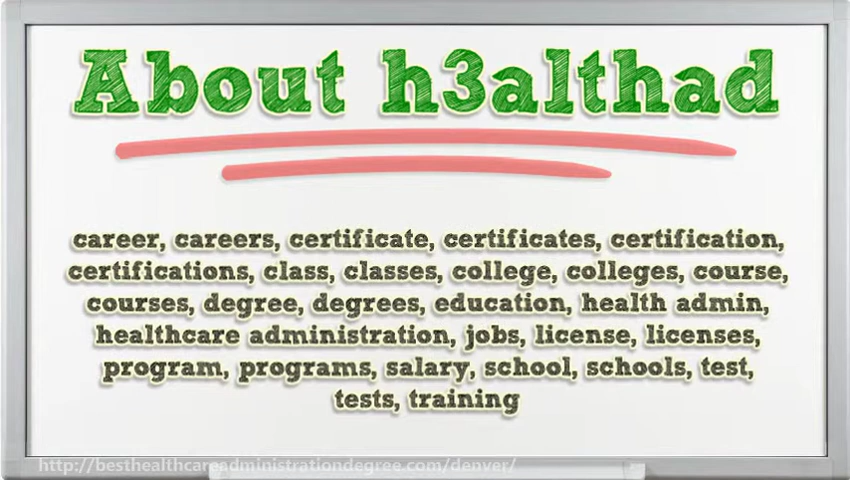 About h3althad
career, careers, certificate, certificates, certification,
certifications, class, classes, college, colleges, course,
courses, degree, degrees, education, health admin,
healthcare administration, jobs, license, licenses,
program, programs, salary, school, schools, test,
tests, training
http://besthealthcareadministrationdegree.com/denver/